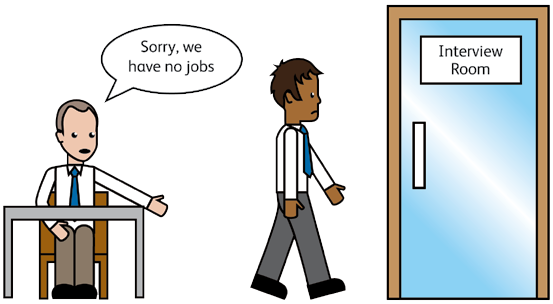 Sorry, we
have no jobs
Interview
Room